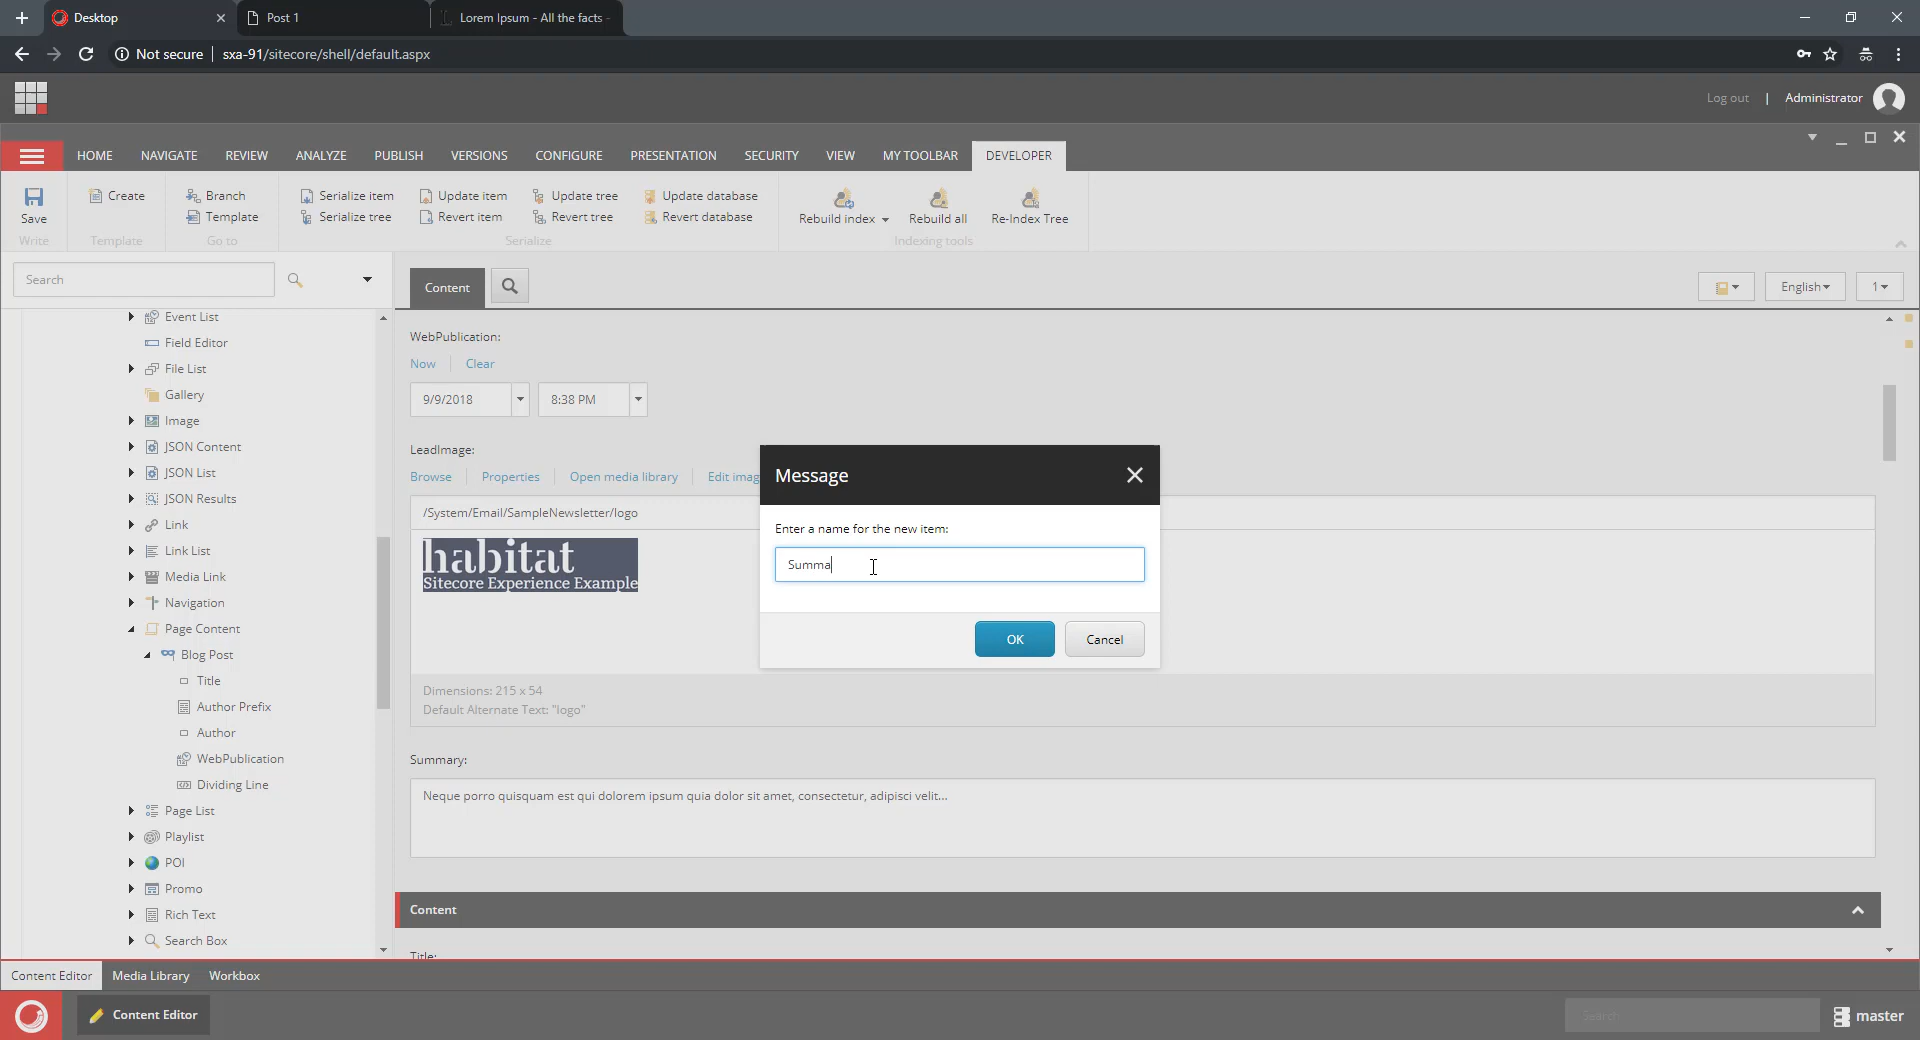 Desktop
Post 1
Lorem Ipsum - All the facts -
Not secure
sxa-91/sitecore/shell/default.aspx
Log out
|
Administrator
HOME
NAVIGATE
REVIEW
ANALYZE
PUBLISH
VERSIONS
CONFIGURE
PRESENTATION
SECURITY
VIEW
MY TOOLBAR
DEVELOPER
Save
Write
Create
Template
Branch
Template
Go to
Serialize item
Serialize tree
Update item
Revert item
Update tree
Revert tree
Update database
Revert database
Serialize
Rebuild index
Rebuild all
Re-Index Tree
Indexing tools
Search
Event List
Field Editor
File List
Gallery
Image
JSON Content
JSON List
JSON Results
Link
Link List
Media Link
Navigation
Page Content
Blog Post
Title
Author Prefix
Author
WebPublication
Dividing Line
Page List
Playlist
POI
Promo
Rich Text
Search Box
Content
English
1
WebPublication:
Now
Clear
9/9/2018
8:38 PM
LeadImage:
Browse
Properties
Open media library
Edit imag
/System/Email/SampleNewsletter/logo
habitat
Sitecore Experience Example
Dimensions: 215 x 54
Default Alternate Text: "logo"
Summary:
Neque porro quisquam est qui dolorem ipsum quia dolor sit amet, consectetur, adipisci velit...
Content
Title:
Message
Enter a name for the new item:
Summa
OK
Cancel
Content Editor
Media Library
Workbox
Content Editor
Search
master